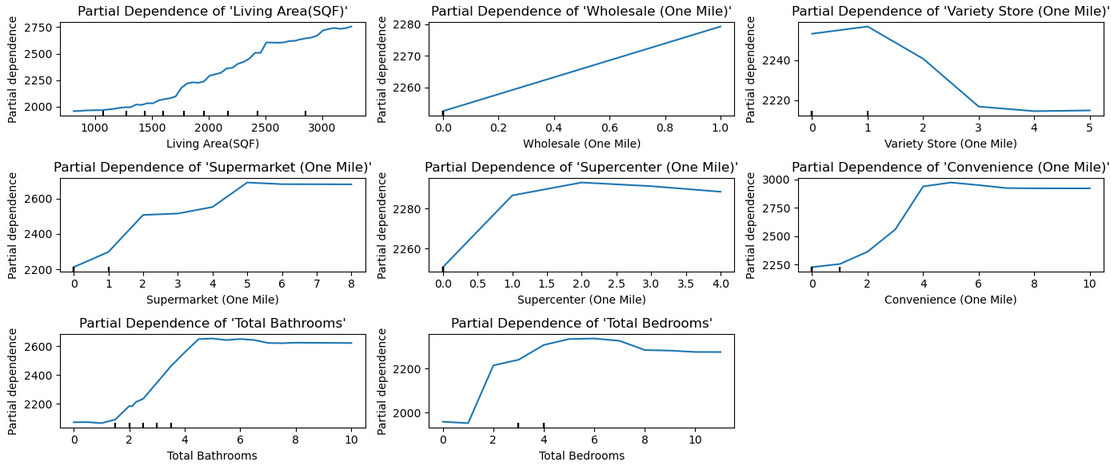 Partial Dependence of 'Living Area(SQF)'
Partial dependence
2750
2500
2250
2000
1000 1500 2000 2500 3000
Living Area(SQF)
Partial Dependence of 'Wholesale (One Mile)'
Partial dependence
2280
2270
2260
0.0 0.2 0.4 0.6 0.8 1.0
Wholesale (One Mile)
Partial Dependence of 'Variety Store (One Mile)'
Partial dependence
2240
2220
0 1 2 3 4 5
Variety Store (One Mile)
Partial Dependence of 'Supermarket (One Mile)'
Partial dependence
2600
2400
2200
0 1 2 3 4 5 6 7 8
Supermarket (One Mile)
Partial Dependence of 'Supercenter (One Mile)'
Partial dependence
2280
2260
0.0 0.5 1.0 1.5 2.0 2.5 3.0 3.5 4.0
Supercenter (One Mile)
Partial Dependence of 'Convenience (One Mile)'
Partial dependence
3000
2750
2500
2250
0 2 4 6 8 10
Convenience (One Mile)
Partial Dependence of 'Total Bathrooms'
Partial dependence
2600
2400
2200
0 2 4 6 8 10
Total Bathrooms
Partial Dependence of 'Total Bedrooms'
Partial dependence
2200
2000
0 2 4 6 8 10
Total Bedrooms